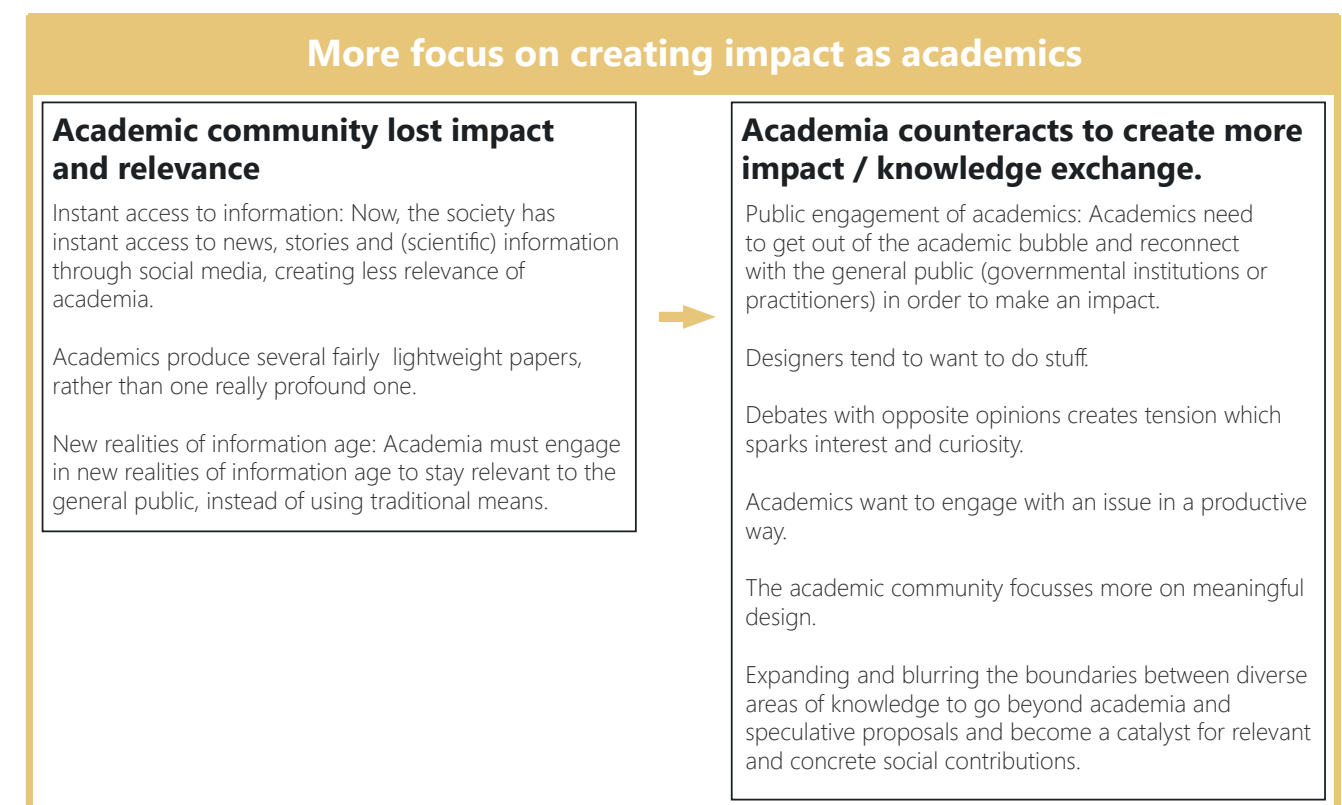 More focus on creating impact as academics
Academic community lost impact
and relevance
Instant access to information: Now, the society has
instant access to news, stories and (scientific) information
through social media, creating less relevance of
academia.
Academics produce several fairly  lightweight papers,
rather than one really profound one.
New realities of information age: Academia must engage
in new realities of information age to stay relevant to the
general public, instead of using traditional means.
Academia counteracts to create more
impact / knowledge exchange.
Public engagement of academics: Academics need
to get out of the academic bubble and reconnect
with the general public (governmental institutions or
practitioners) in order to make an impact.
Designers tend to want to do stuff.
Debates with opposite opinions creates tension which
sparks interest and curiosity.
Academics want to engage with an issue in a productive
way.
The academic community focusses more on meaningful
design.
Expanding and blurring the boundaries between diverse
areas of knowledge to go beyond academia and
speculative proposals and become a catalyst for relevant
and concrete social contributions.